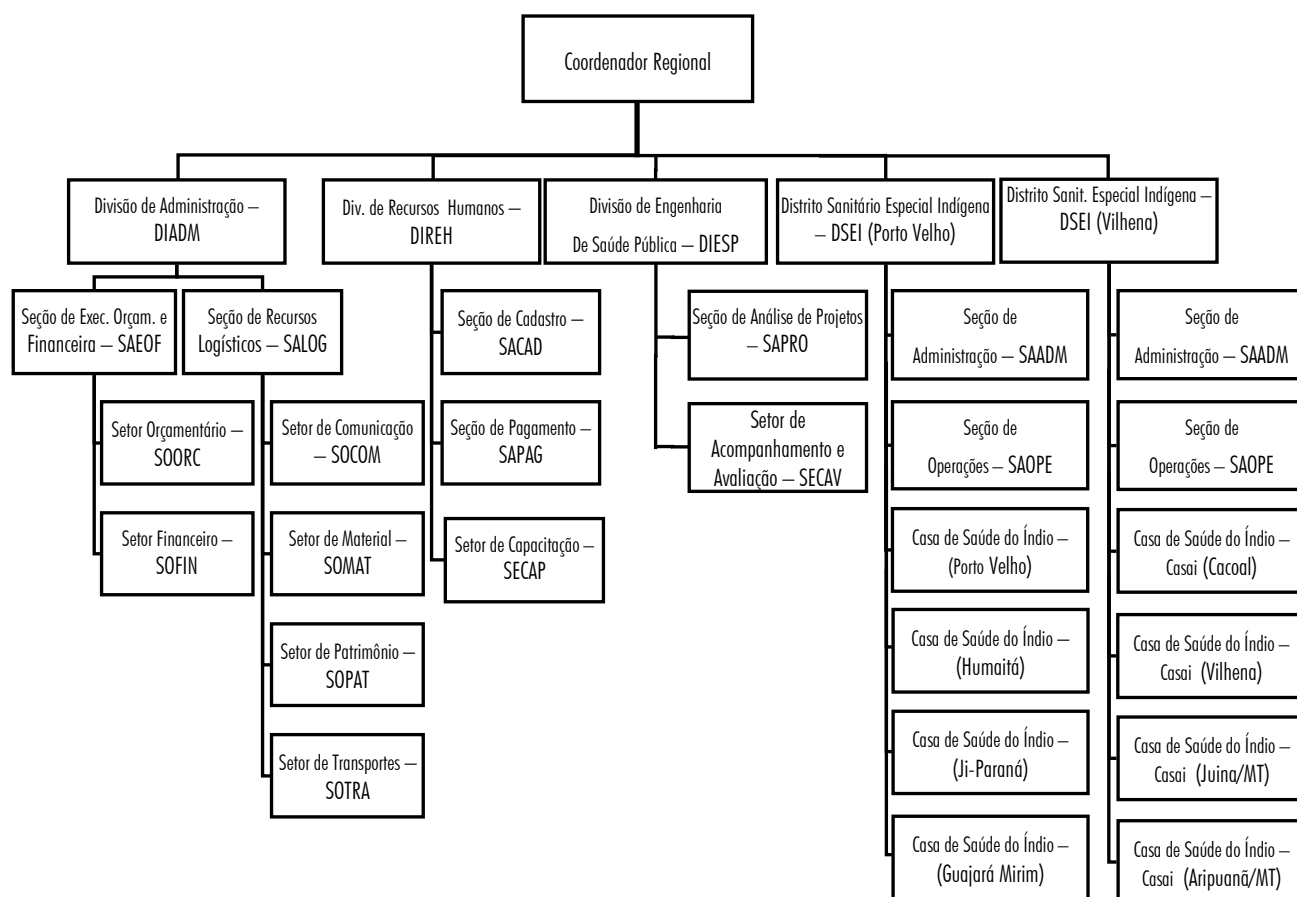 Coordenador Regional
Divisão de Administração –
DIADM
Div. de Recursos Humanos –
DIREH
Divisão de Engenharia
De Saúde Pública – DIESP
Distrito Sanitário Especial Indígena
– DSEI (Porto Velho)
Distrito Sanit. Especial Indígena –
DSEI (Vilhena)
Seção de Exec. Orçam. e
Financeira – SAEOF
Seção de Recursos
Logísticos – SALOG
Setor Orçamentário –
SOORC
Setor Financeiro –
SOFIN
Setor de Comunicação
– SOCOM
Setor de Material –
SOMAT
Setor de Patrimônio –
SOPAT
Setor de Transportes –
SOTRA
Seção de Cadastro –
SACAD
Seção de Pagamento –
SAPAG
Setor de Capacitação –
SECAP
Seção de Análise de Projetos
– SAPRO
Setor de
Acompanhamento e
Avaliação – SECAV
Seção de
Administração – SAADM
Seção de
Operações – SAOPE
Casa de Saúde do Índio –
(Porto Velho)
Casa de Saúde do Índio –
(Humaitá)
Casa de Saúde do Índio –
(Ji-Paraná)
Casa de Saúde do Índio –
(Guajará Mirim)
Seção de
Administração – SAADM
Seção de
Operações – SAOPE
Casa de Saúde do Índio –
Casai (Cacoal)
Casa de Saúde do Índio –
Casai (Vilhena)
Casa de Saúde do Índio –
Casai (Juina/MT)
Casa de Saúde do Índio –
Casai (Aripuanã/MT)